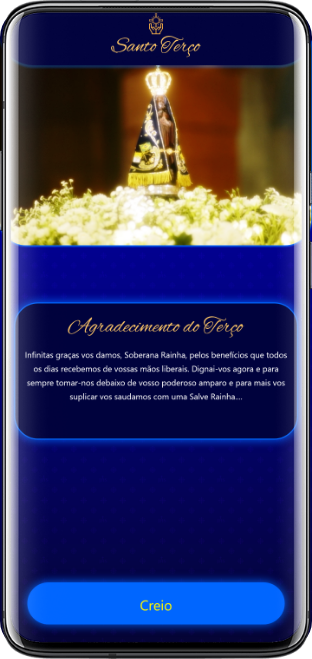 Santo Terço
Agradecimento do Terço
Infinitas graças vos damos, Soberana Rainha, pelos benefícios que todos
os dias recebemos de vossas mãos liberais. Dignai-vos agora e para
sempre tomar-nos debaixo de vosso poderoso amparo e para mais vos
suplicar vos saudamos com uma Salve Rainha...
Creio